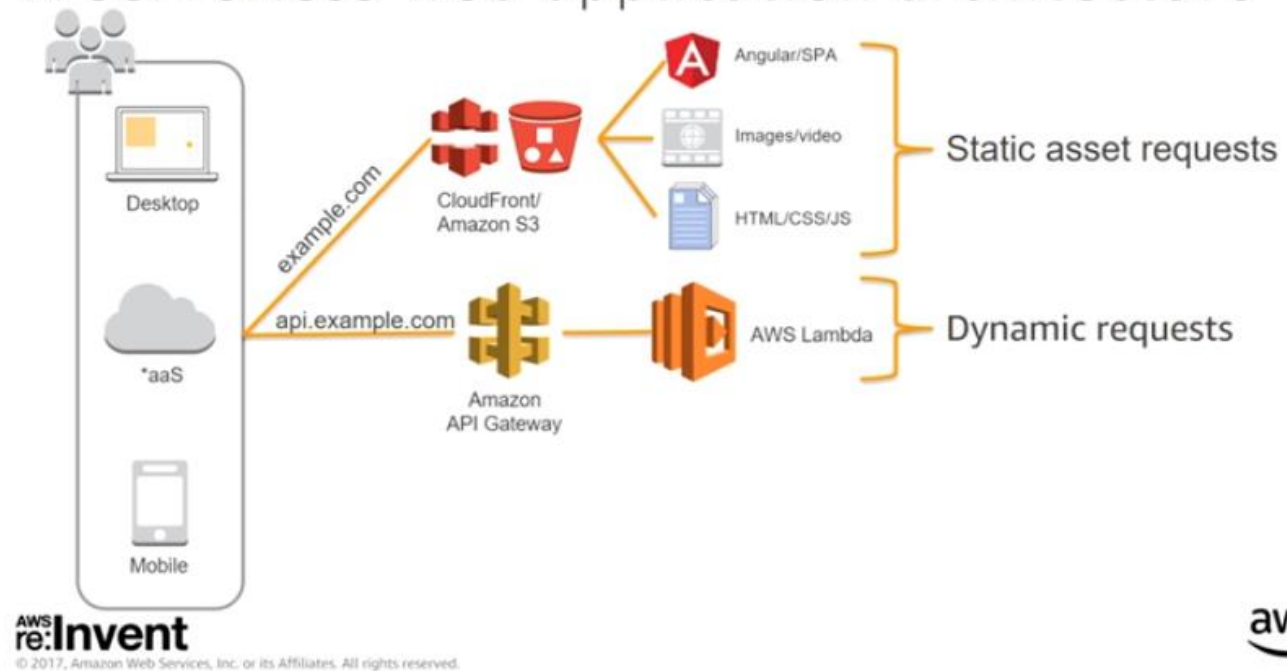 Desktop
*aaS
Mobile
example.com
api.example.com
CloudFront/
Amazon S3
Amazon
API Gateway
Angular/SPA
Images/video
HTML/CSS/JS
AWS Lambda
Static asset requests
Dynamic requests
AWS
re:Invent
© 2017, Amazon Web Services, Inc. or its Affiliates. All rights reserved.